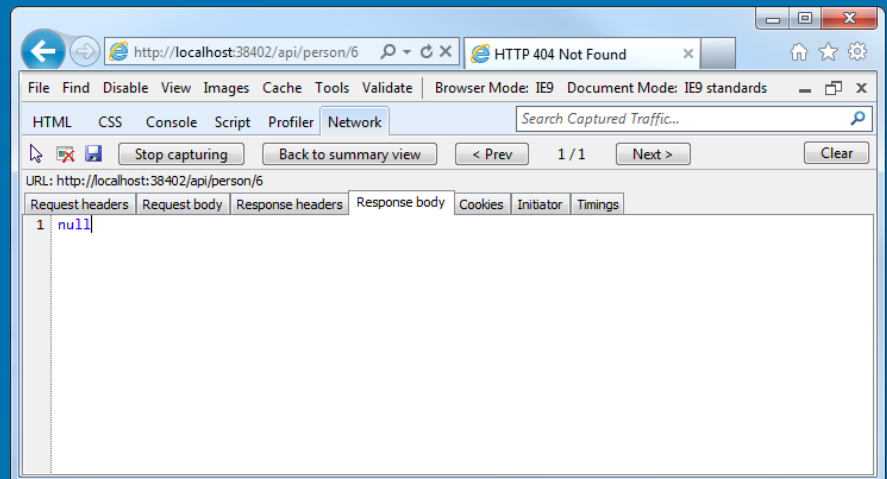 http://localhost:38402/api/person/6 HTTP 404 Not Found
File Find Disable View Images Cache Tools Validate Browser Mode: IE9 Document Mode: IE9 standards
HTML CSS Console Script Profiler Network Search Captured Traffic...
Stop capturing Back to summary view < Prev 1 / 1 Next > Clear
URL: http://localhost:38402/api/person/6
Request headers Request body Response headers Response body Cookies Initiator Timings
1 null